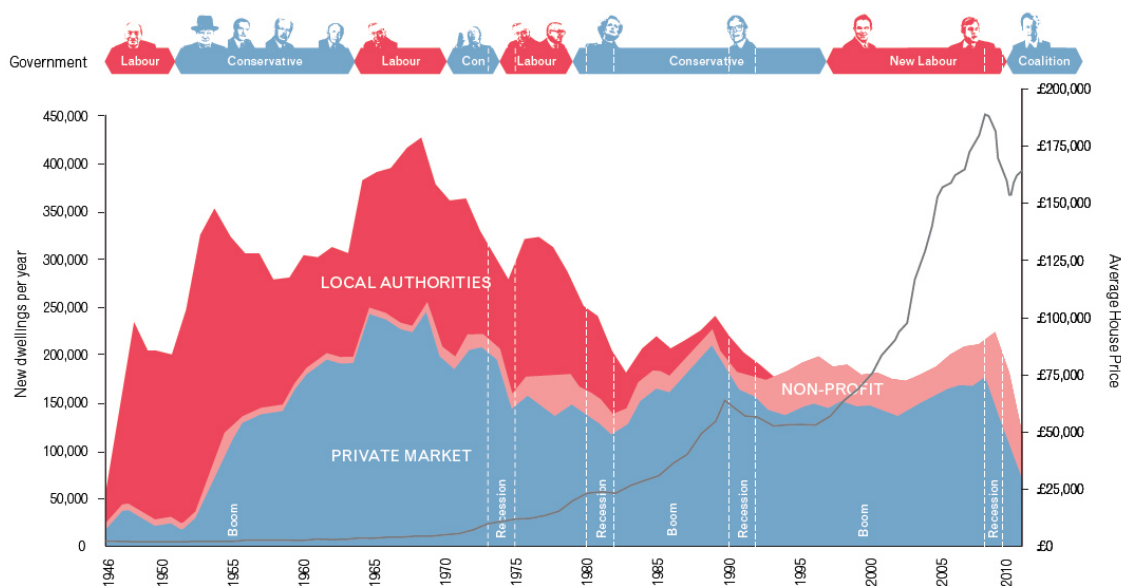 Government
Labour
Conservative
Labour
Con
Labour
Conservative
New Labour
Coalition
New dwellings per year
450,000
400,000
350,000
300,000
250,000
200,000
150,000
100,000
50,000
0
LOCAL AUTHORITIES
NON-PROFIT
PRIVATE MARKET
Boom
Recession
Recession
Boom
Recession
Boom
Recession
£200,000
£175,000
£150,000
£125,00
£100,000
£75,000
£50,000
£25,000
£0
Average House Price
1946
1950
1955
1960
1965
1970
1975
1980
1985
1990
1995
2000
2005
2010